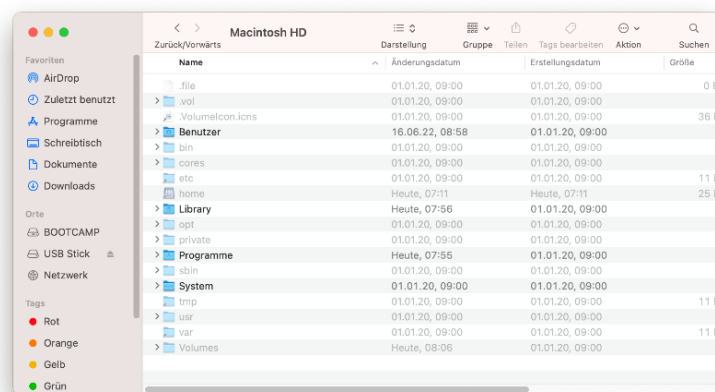 Macintosh HD
Zurück/Vorwärts Darstellung Gruppe Teilen Tags bearbeiten Aktion Suchen
Favoriten
AirDrop
Zuletzt benutzt
Programme
Schreibtisch
Dokumente
Downloads
Orte
BOOTCAMP
USB Stick
Netzwerk
Tags
Rot
Orange
Gelb
Grün
Name Änderungsdatum Erstellungsdatum Größe
.file 01.01.20, 09:00 01.01.20, 09:00 0
.vol 01.01.20, 09:00 01.01.20, 09:00
.VolumeIcon.icns 01.01.20, 09:00 01.01.20, 09:00 36
Benutzer 16.06.22, 08:58 01.01.20, 09:00
bin 01.01.20, 09:00 01.01.20, 09:00
cores 01.01.20, 09:00 01.01.20, 09:00
etc 01.01.20, 09:00 01.01.20, 09:00 11
home Heute, 07:11 Heute, 07:11 25
Library Heute, 07:56 01.01.20, 09:00
opt 01.01.20, 09:00 01.01.20, 09:00
private 01.01.20, 09:00 01.01.20, 09:00
Programme Heute, 07:55 01.01.20, 09:00
sbin 01.01.20, 09:00 01.01.20, 09:00
System 01.01.20, 09:00 01.01.20, 09:00
tmp 01.01.20, 09:00 01.01.20, 09:00 11
usr 01.01.20, 09:00 01.01.20, 09:00
var 01.01.20, 09:00 01.01.20, 09:00 11
Volumes Heute, 08:06 01.01.20, 09:00